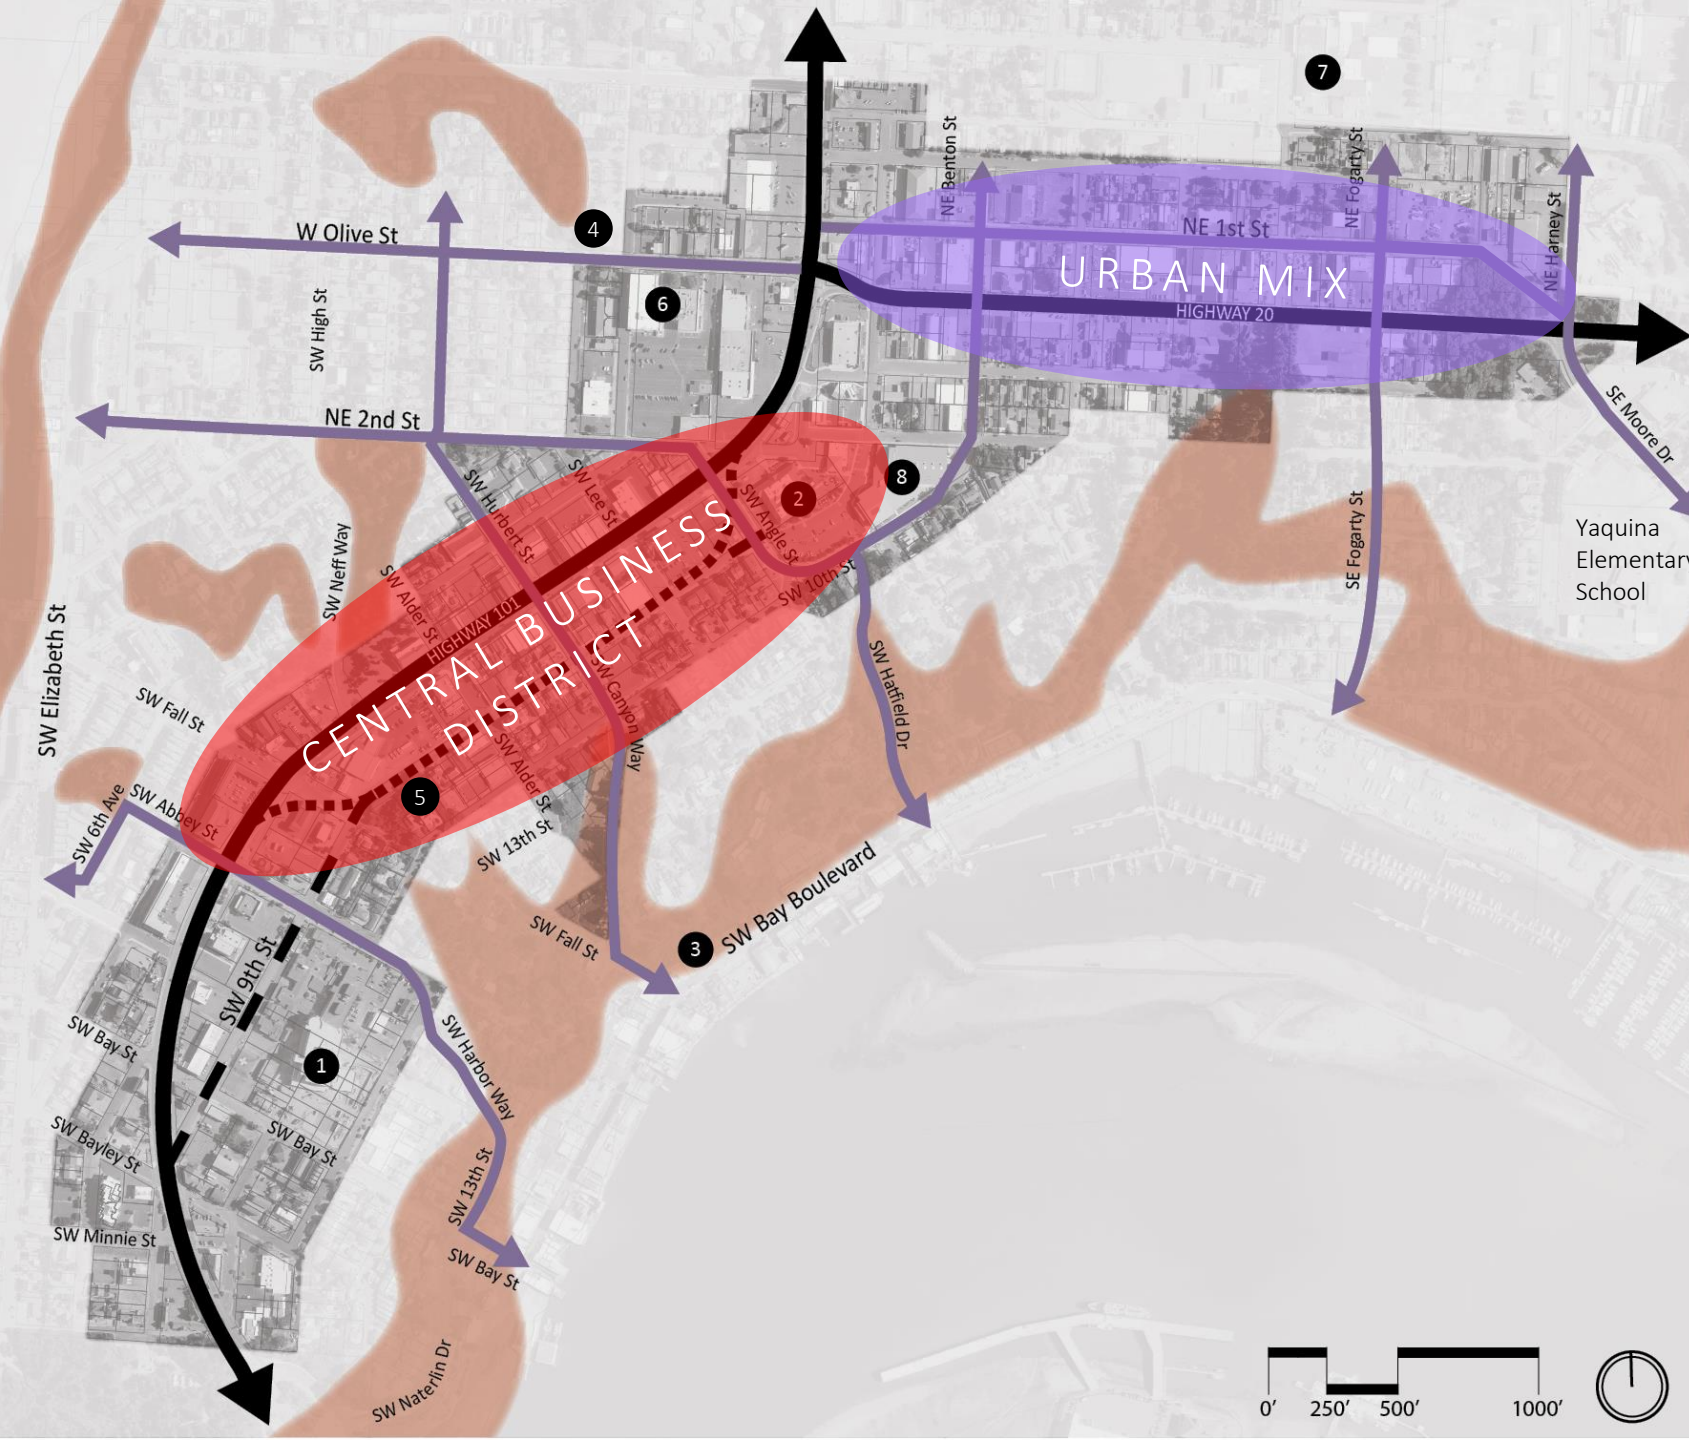 7
NE Benton St
NE Fogarty St
NE Harney St
W Olive St
4
NE 1st St
URBAN MIX
HIGHWAY 20
6
SW High St
NE 2nd St
SE Moore Dr
SW Hurbert St
SW Lee St
SW Angle St
2
8
SE Fogarty St
Yaquina
Elementary
School
SW Neff Way
SW Alder St
HIGHWAY 101
CENTRAL BUSINESS
DISTRICT
SW 10th St
SW Elizabeth St
SW Fall St
SW Canyon Way
SW Hatfield Dr
SW Alder St
5
SW 6th Ave
SW Abbey St
SW 13th St
SW Bay Boulevard
SW Fall St
3
SW 9th St
SW Bay St
1
SW Harbor Way
SW Bayley St
SW Bay St
SW 13th St
SW Minnie St
SW Bay St
SW Naterlin Dr
0' 250' 500' 1000'